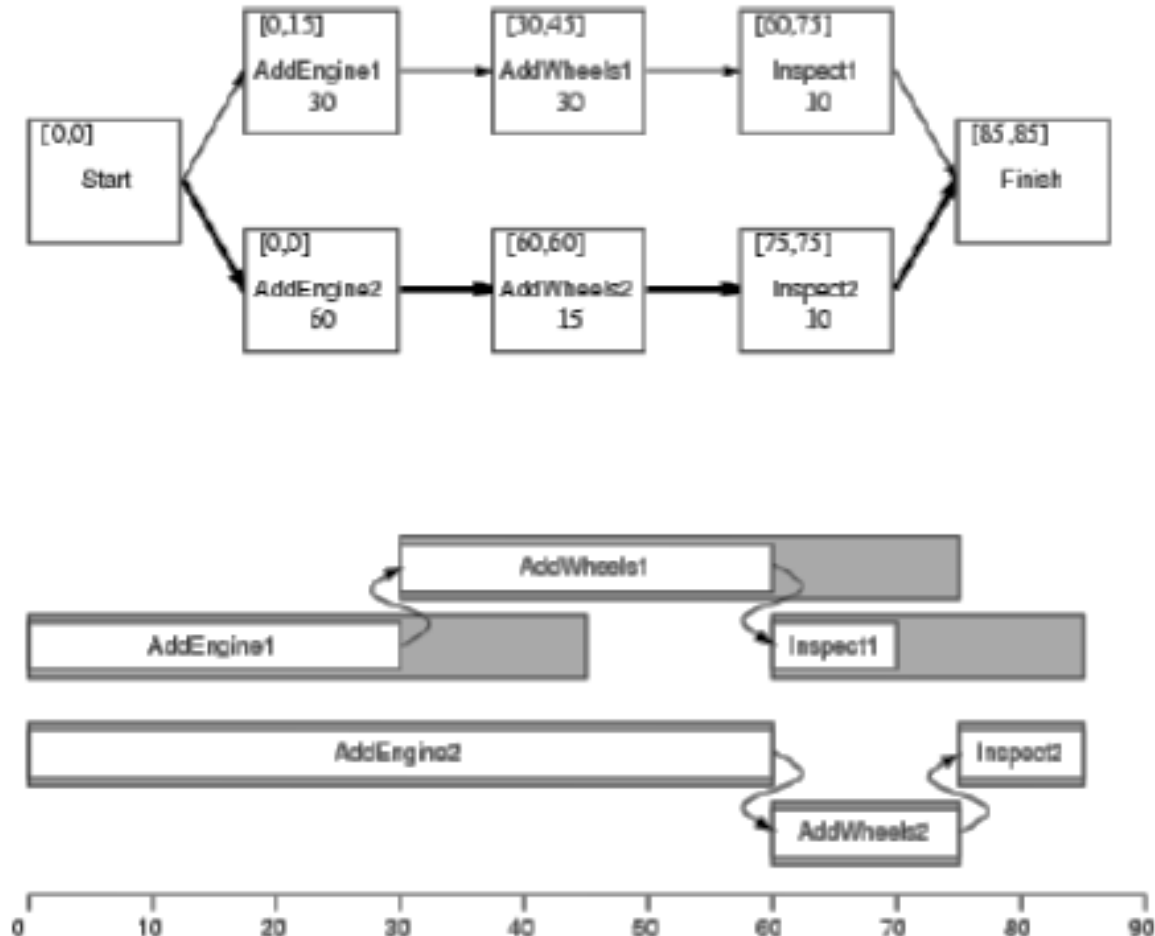 [0,15]
AddEngine1
30
[30,45]
AddWheels1
30
[60,75]
Inspect1
10
[0,0]
Start
[85,85]
Finish
[0,0]
AddEngine2
60
[60,60]
AddWheels2
15
[75,75]
Inspect2
10
AddWheels1
AddEngine1
Inspect1
AddEngine2
Inspect2
AddWheels2
0 10 20 30 40 50 60 70 80 90